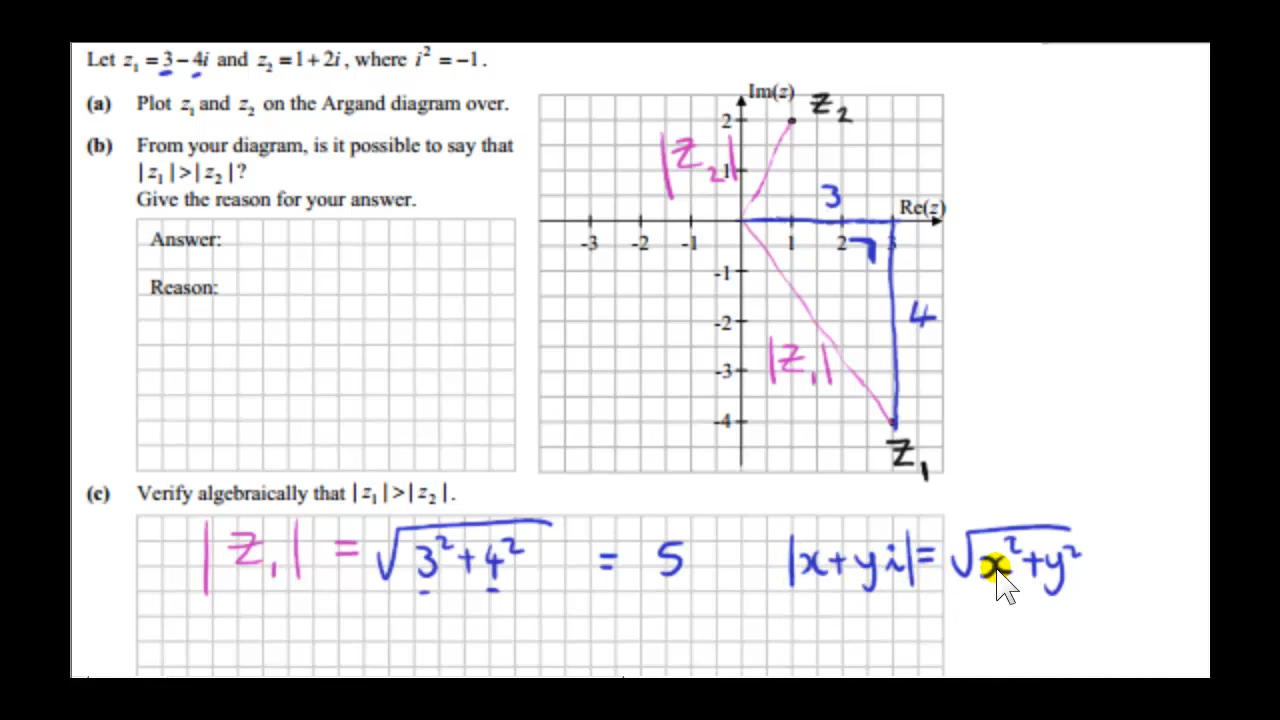 Let z₁ = 3 − 4i and z₂ = 1 + 2i, where i² = −1.
(a) Plot z₁ and z₂ on the Argand diagram over.
(b) From your diagram, is it possible to say that
|z₁| > |z₂|?
Give the reason for your answer.
Answer:
Reason:
Im(z)
z₂
2
|z₂|
1
3
Re(z)
-3 -2 -1 1 2 3
-1
4
-2
|z₁|
-3
-4
z₁
(c) Verify algebraically that |z₁| > |z₂|.
|z₁| = √(3² + 4²) = 5 |x + yi| = √(x² + y²)